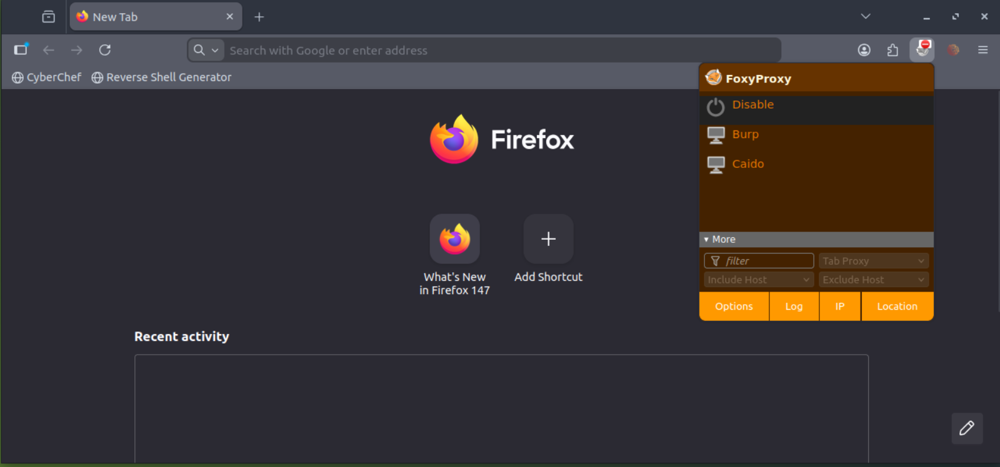 New Tab
Search with Google or enter address
CyberChef
Reverse Shell Generator
FoxyProxy
Disable
Burp
Caido
More
filter
Tab Proxy
Include Host
Exclude Host
Options
Log
IP
Location
Firefox
What's New
in Firefox 147
Add Shortcut
Recent activity